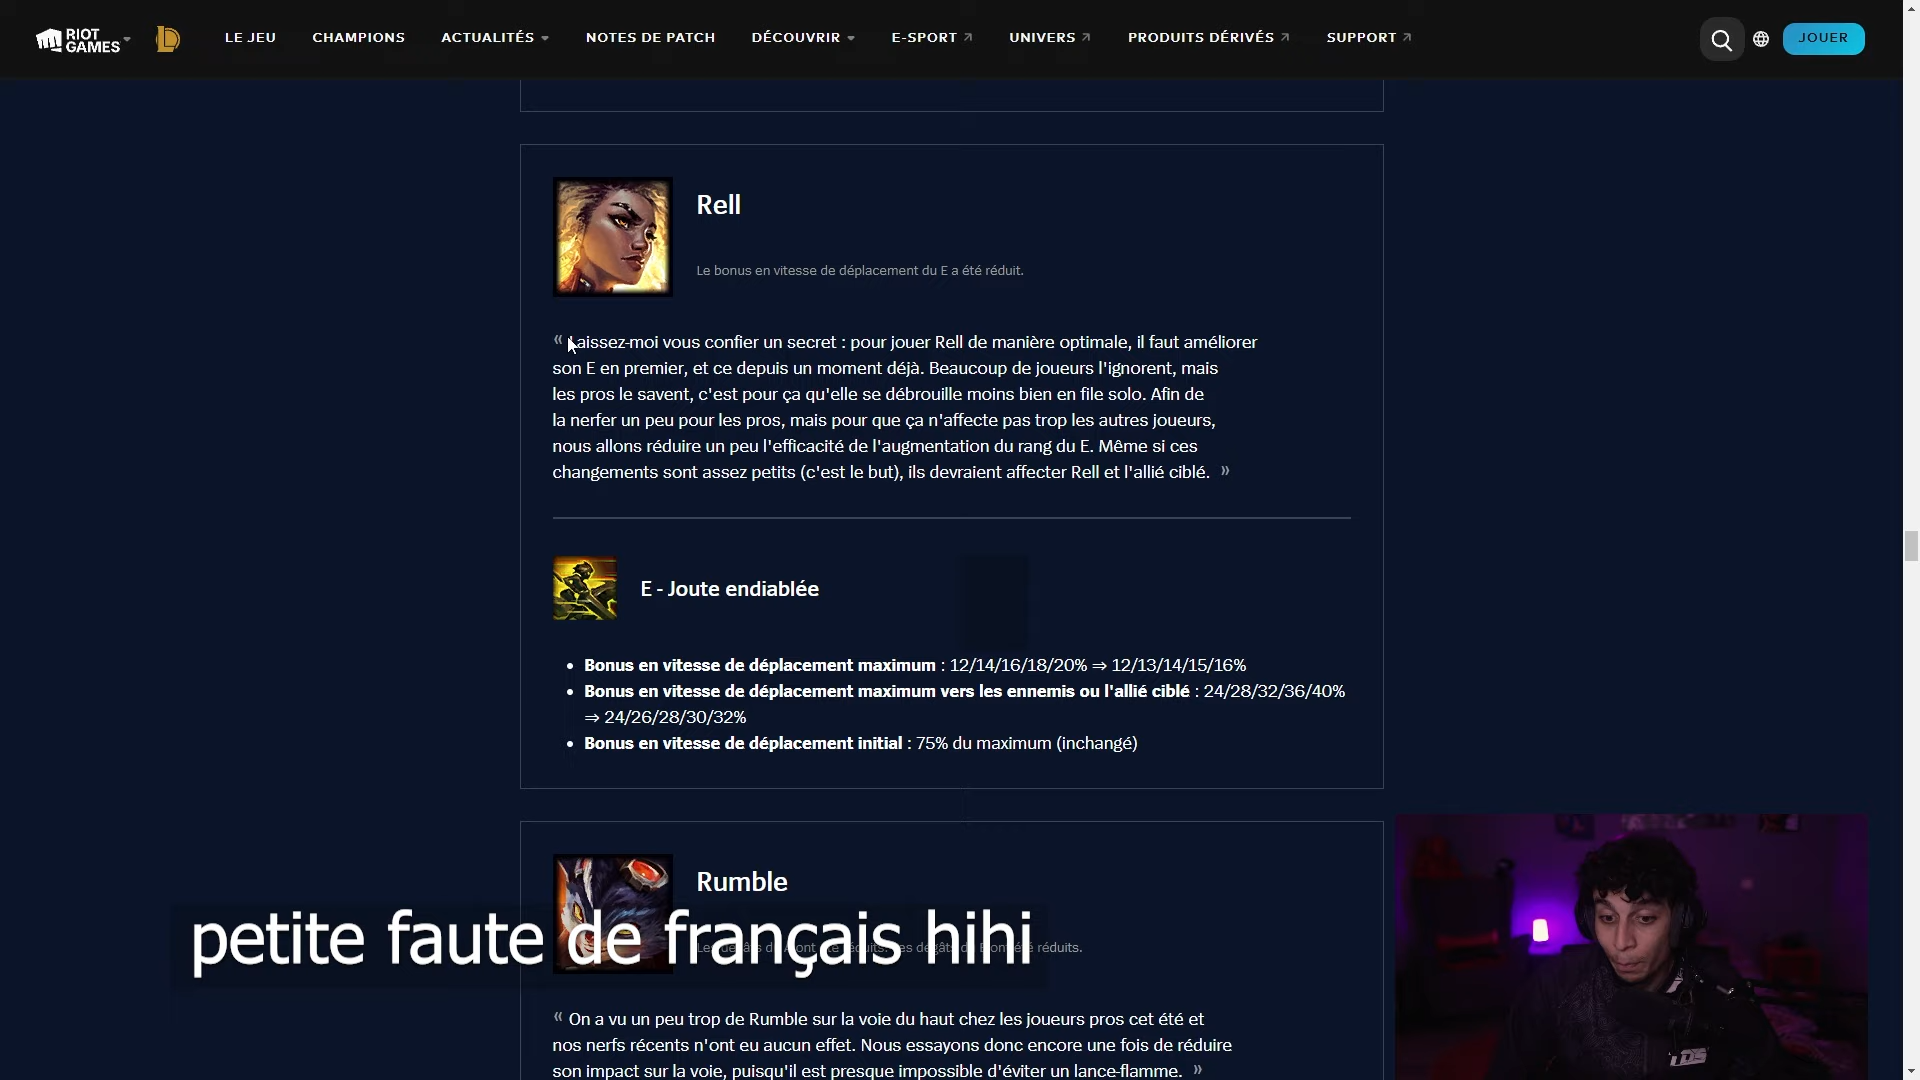 RIOT GAMES
LE JEU CHAMPIONS ACTUALITÉS NOTES DE PATCH DÉCOUVRIR E-SPORT UNIVERS PRODUITS DÉRIVÉS SUPPORT JOUER
Rell
Le bonus en vitesse de déplacement du E a été réduit.
« Laissez-moi vous confier un secret : pour jouer Rell de manière optimale, il faut améliorer
son E en premier, et ce depuis un moment déjà. Beaucoup de joueurs l'ignorent, mais
les pros le savent, c'est pour ça qu'elle se débrouille moins bien en file solo. Afin de
la nerfer un peu pour les pros, mais pour que ça n'affecte pas trop les autres joueurs,
nous allons réduire un peu l'efficacité de l'augmentation du rang du E. Même si ces
changements sont assez petits (c'est le but), ils devraient affecter Rell et l'allié ciblé. »
E - Joute endiablée
• Bonus en vitesse de déplacement maximum : 12/14/16/18/20% ⇒ 12/13/14/15/16%
• Bonus en vitesse de déplacement maximum vers les ennemis ou l'allié ciblé : 24/28/32/36/40%
⇒ 24/26/28/30/32%
• Bonus en vitesse de déplacement initial : 75% du maximum (inchangé)
Rumble
petite faute de français hihi
réduits.
« On a vu un peu trop de Rumble sur la voie du haut chez les joueurs pros cet été et
nos nerfs récents n'ont eu aucun effet. Nous essayons donc encore une fois de réduire
son impact sur la voie, puisqu'il est presque impossible d'éviter un lance-flamme. »